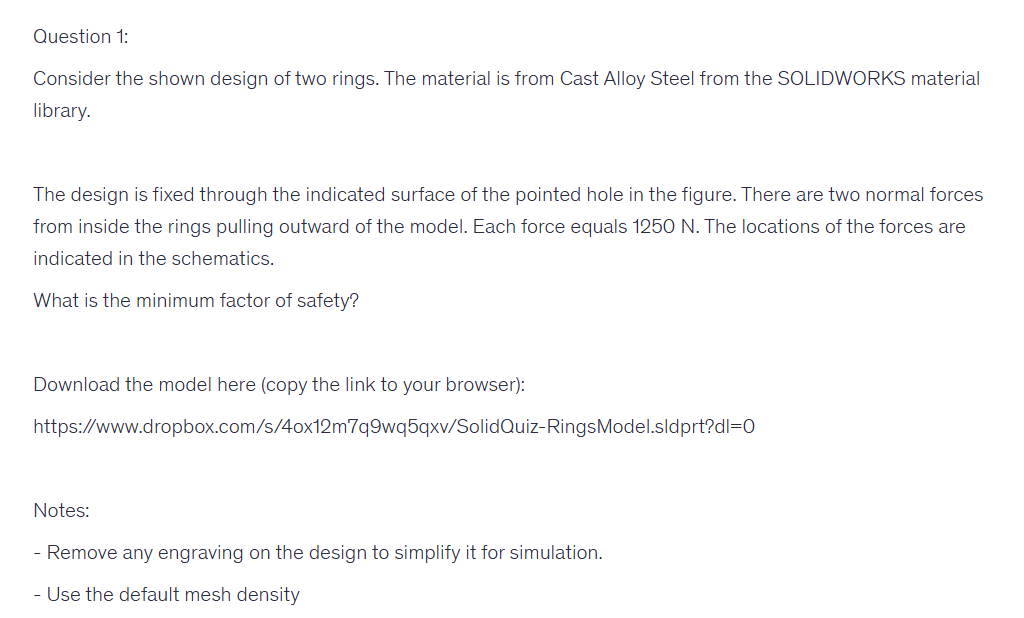 Question 1:
Consider the shown design of two rings. The material is from Cast Alloy Steel from the SOLIDWORKS material
library.
The design is fixed through the indicated surface of the pointed hole in the figure. There are two normal forces
from inside the rings pulling outward of the model. Each force equals 1250 N. The locations of the forces are
indicated in the schematics.
What is the minimum factor of safety?
Download the model here (copy the link to your browser):
https://www.dropbox.com/s/4ox12m7q9wq5qxv/SolidQuiz-RingsModel.sldprt?dl=0
Notes:
- Remove any engraving on the design to simplify it for simulation.
- Use the default mesh density